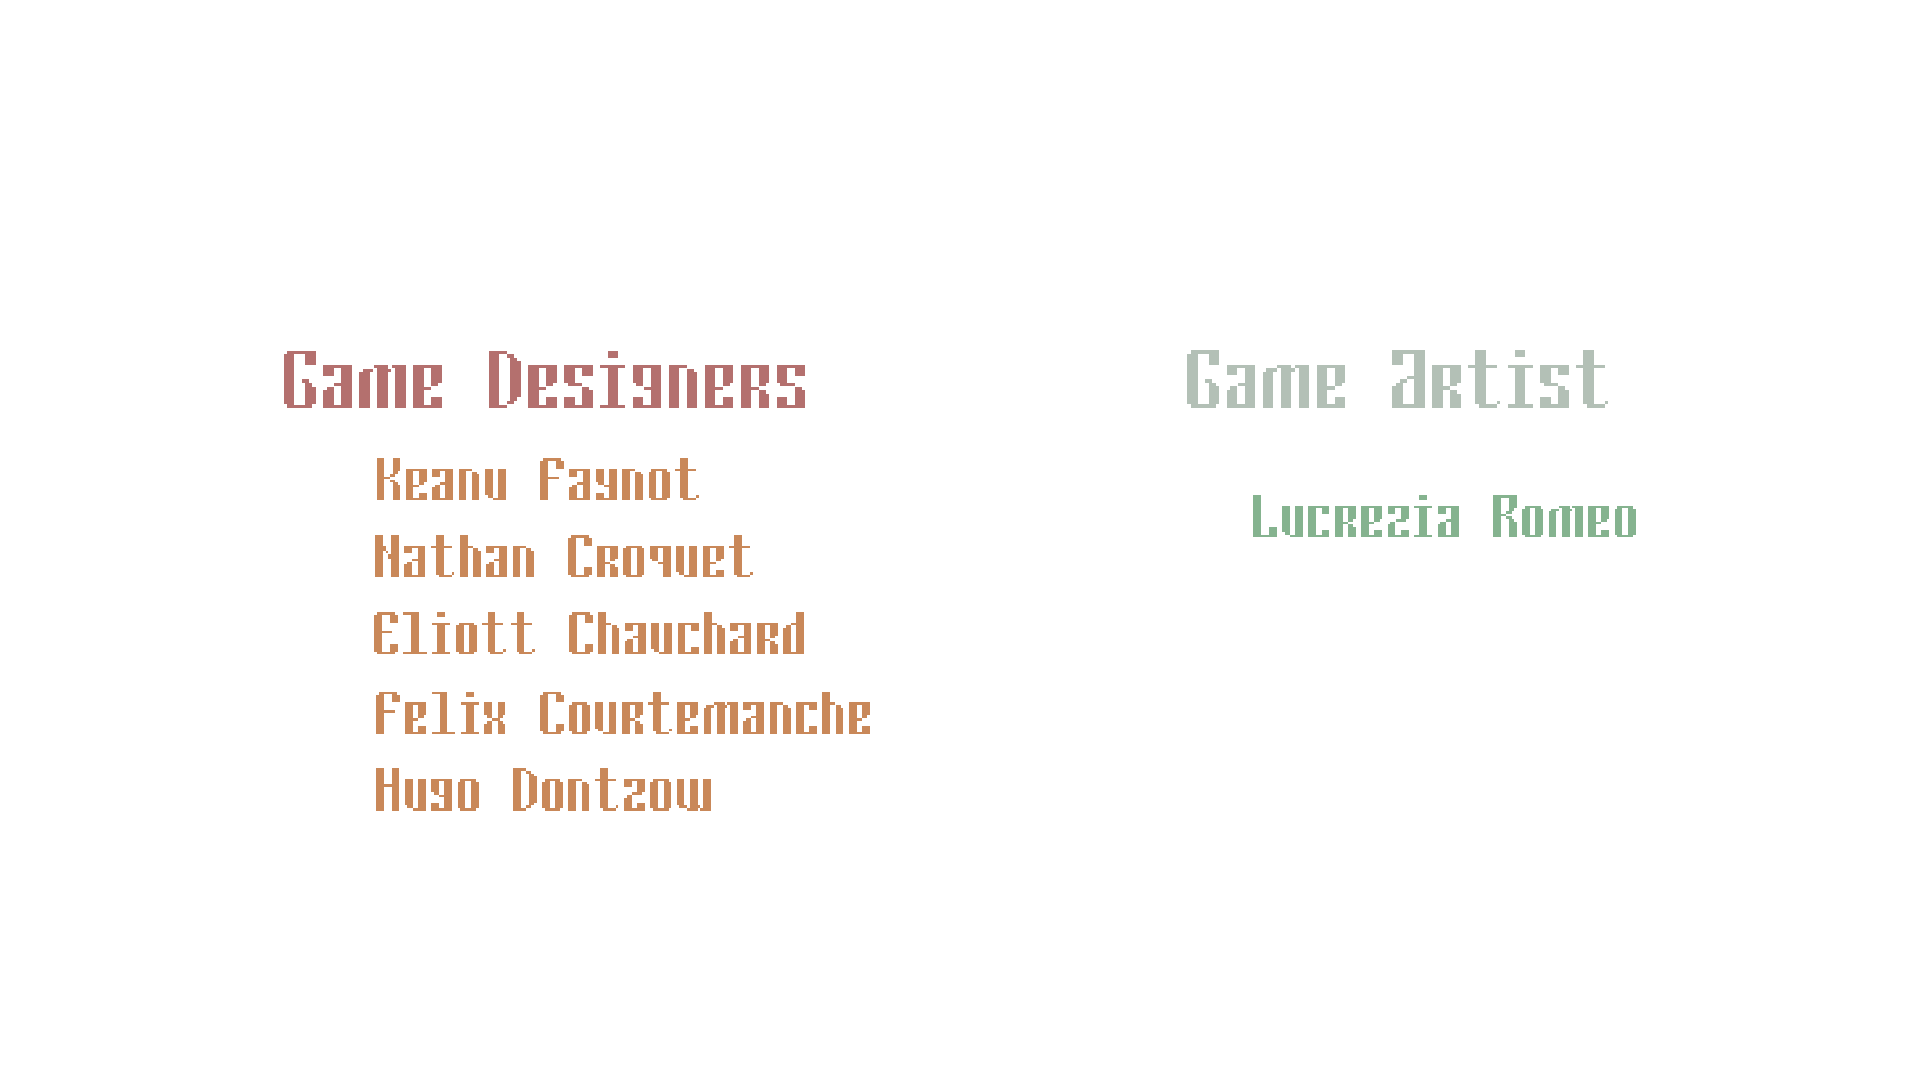 Game Designers
Keanu Faynot
Nathan Croquet
Eliott Chauchard
Felix Courtemanche
Hugo Dontzow
Game Artist
Lucrezia Romeo